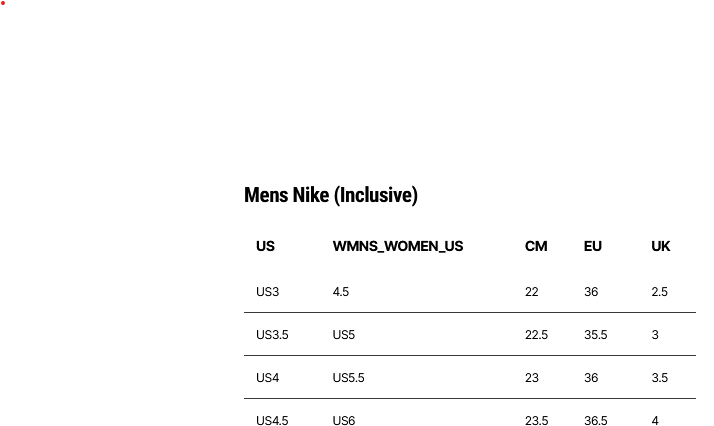 Mens Nike (Inclusive)
US WMNS_WOMEN_US CM EU UK
US3 4.5 22 36 2.5
US3.5 US5 22.5 35.5 3
US4 US5.5 23 36 3.5
US4.5 US6 23.5 36.5 4